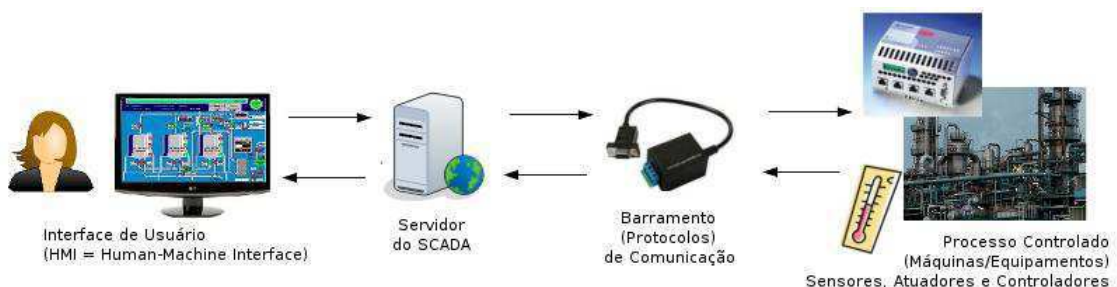 Interface de Usuário
(HMI = Human-Machine Interface)
Servidor
do SCADA
Barramento
(Protocolos)
de Comunicação
Processo Controlado
(Máquinas/Equipamentos)
Sensores, Atuadores e Controladores